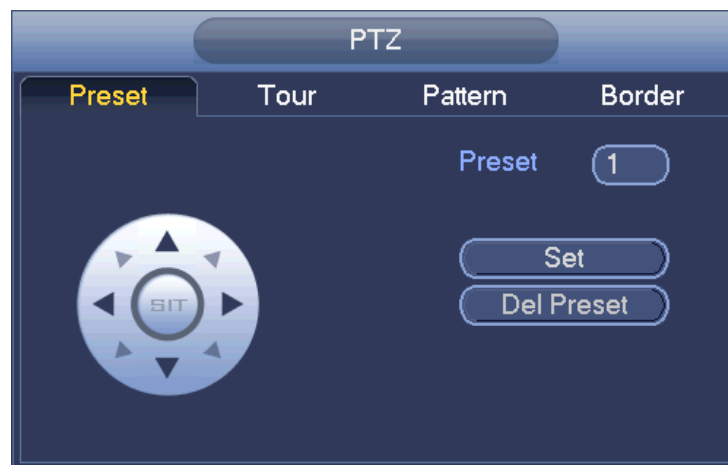 PTZ
Preset Tour Pattern Border
Preset 1
Set
SIT
Del Preset